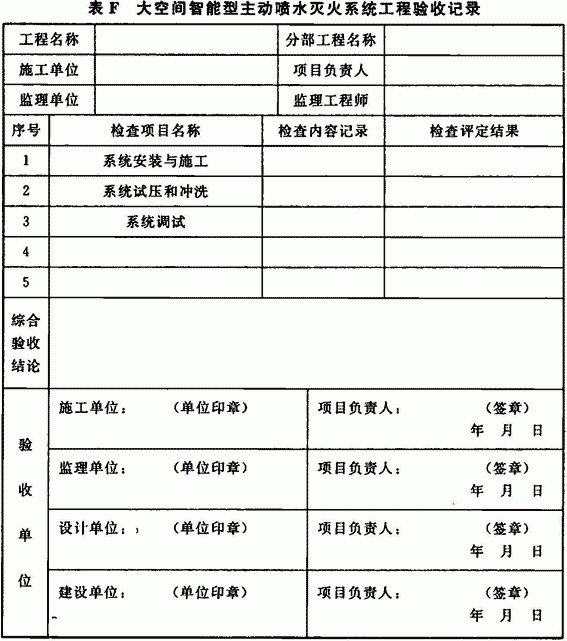 表 F 大空间智能型主动喷水灭火系统工程验收记录
工程名称 分部工程名称
施工单位 项目负责人
监理单位 监理工程师
序号 检查项目名称 检查内容记录 检查评定结果
1 系统安装与施工
2 系统试压和冲洗
3 系统调试
4
5
综合
验收
结论
验
收
单
位
施工单位： （单位印章） 项目负责人： （签章）
年 月 日
监理单位： （单位印章） 项目负责人： （签章）
年 月 日
设计单位： （单位印章） 项目负责人： （签章）
年 月 日
建设单位： （单位印章） 项目负责人： （签章）
年 月 日